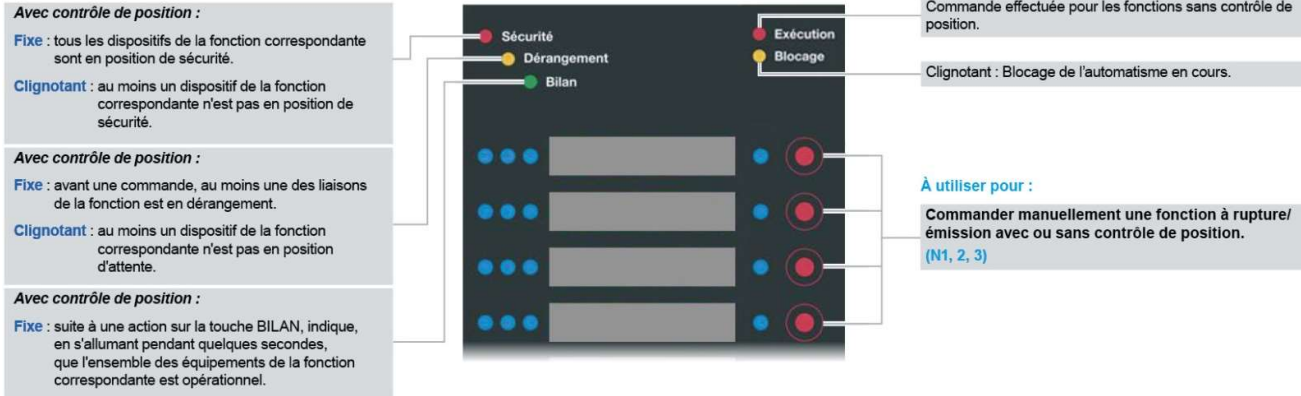 Avec contrôle de position :
Fixe : tous les dispositifs de la fonction correspondante
sont en position de sécurité.
Clignotant : au moins un dispositif de la fonction
correspondante n'est pas en position de
sécurité.
Avec contrôle de position :
Fixe : avant une commande, au moins une des liaisons
de la fonction est en dérangement.
Clignotant : au moins un dispositif de la fonction
correspondante n'est pas en position
d'attente.
Avec contrôle de position :
Fixe : suite à une action sur la touche BILAN, indique,
en s'allumant pendant quelques secondes,
que l'ensemble des équipements de la fonction
correspondante est opérationnel.
Sécurité
Dérangement
Bilan
Exécution
Blocage
Commande effectuée pour les fonctions sans contrôle de
position.
Clignotant : Blocage de l'automatisme en cours.
À utiliser pour :
Commander manuellement une fonction à rupture/
émission avec ou sans contrôle de position.
(N1, 2, 3)